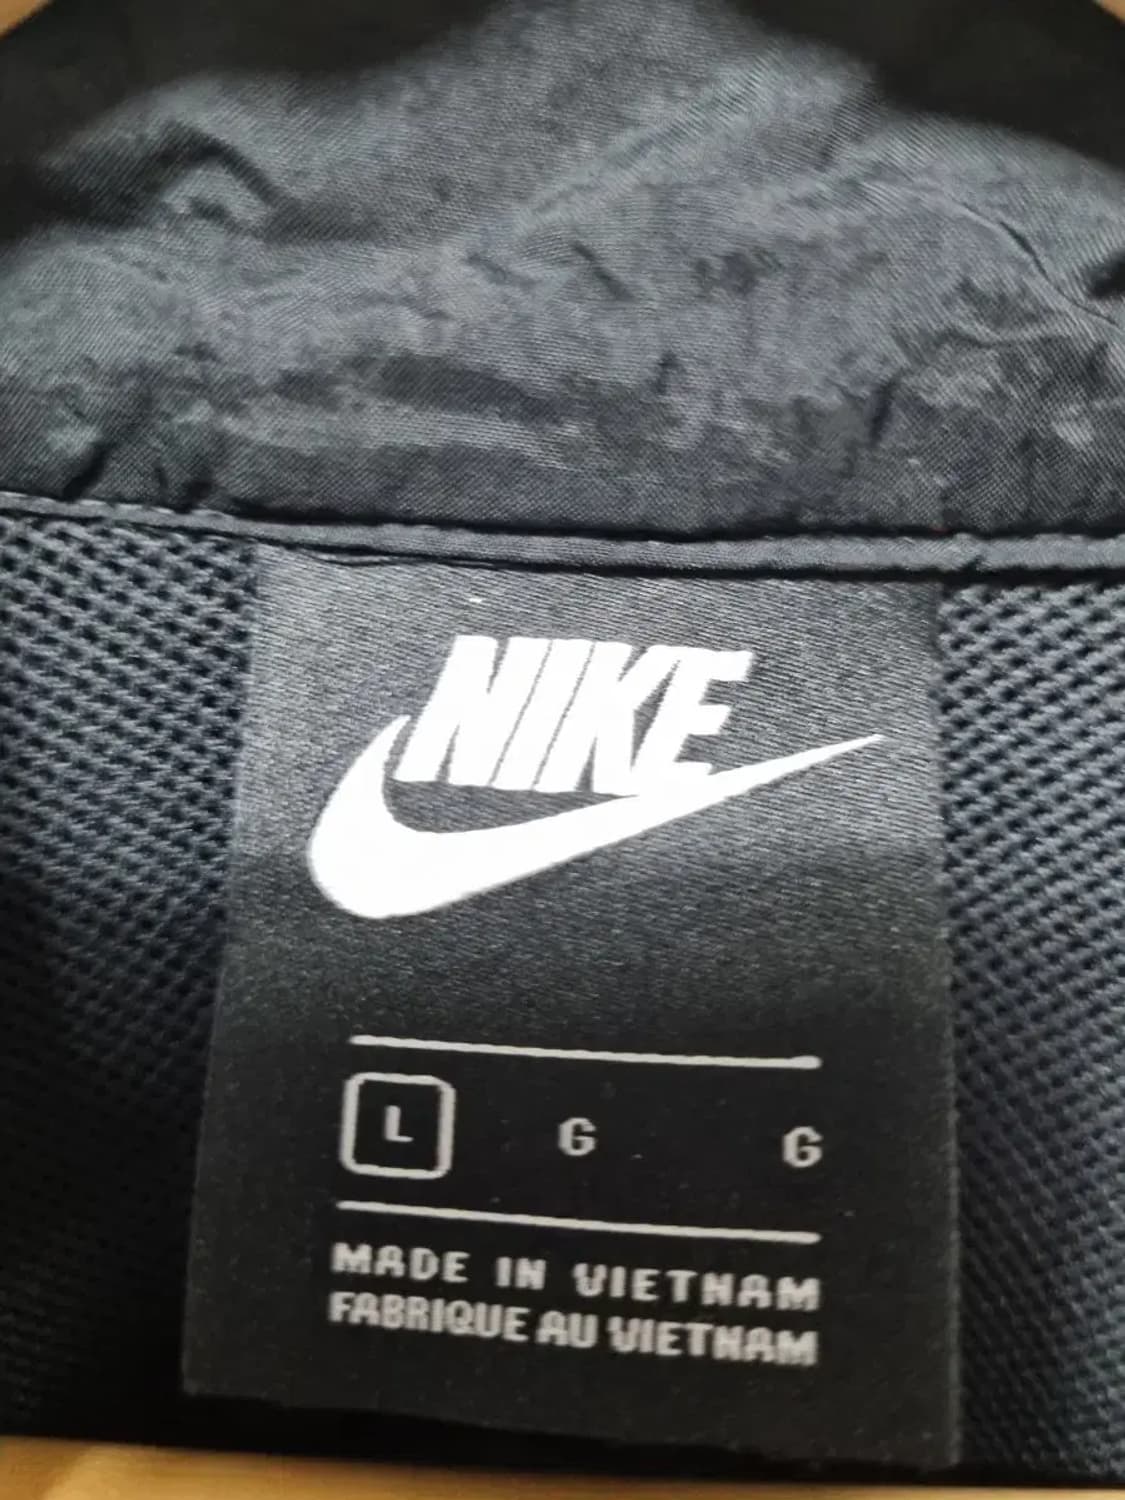 NIKE
L G G
MADE IN VIETNAM
FABRIQUE AU VIETNAM